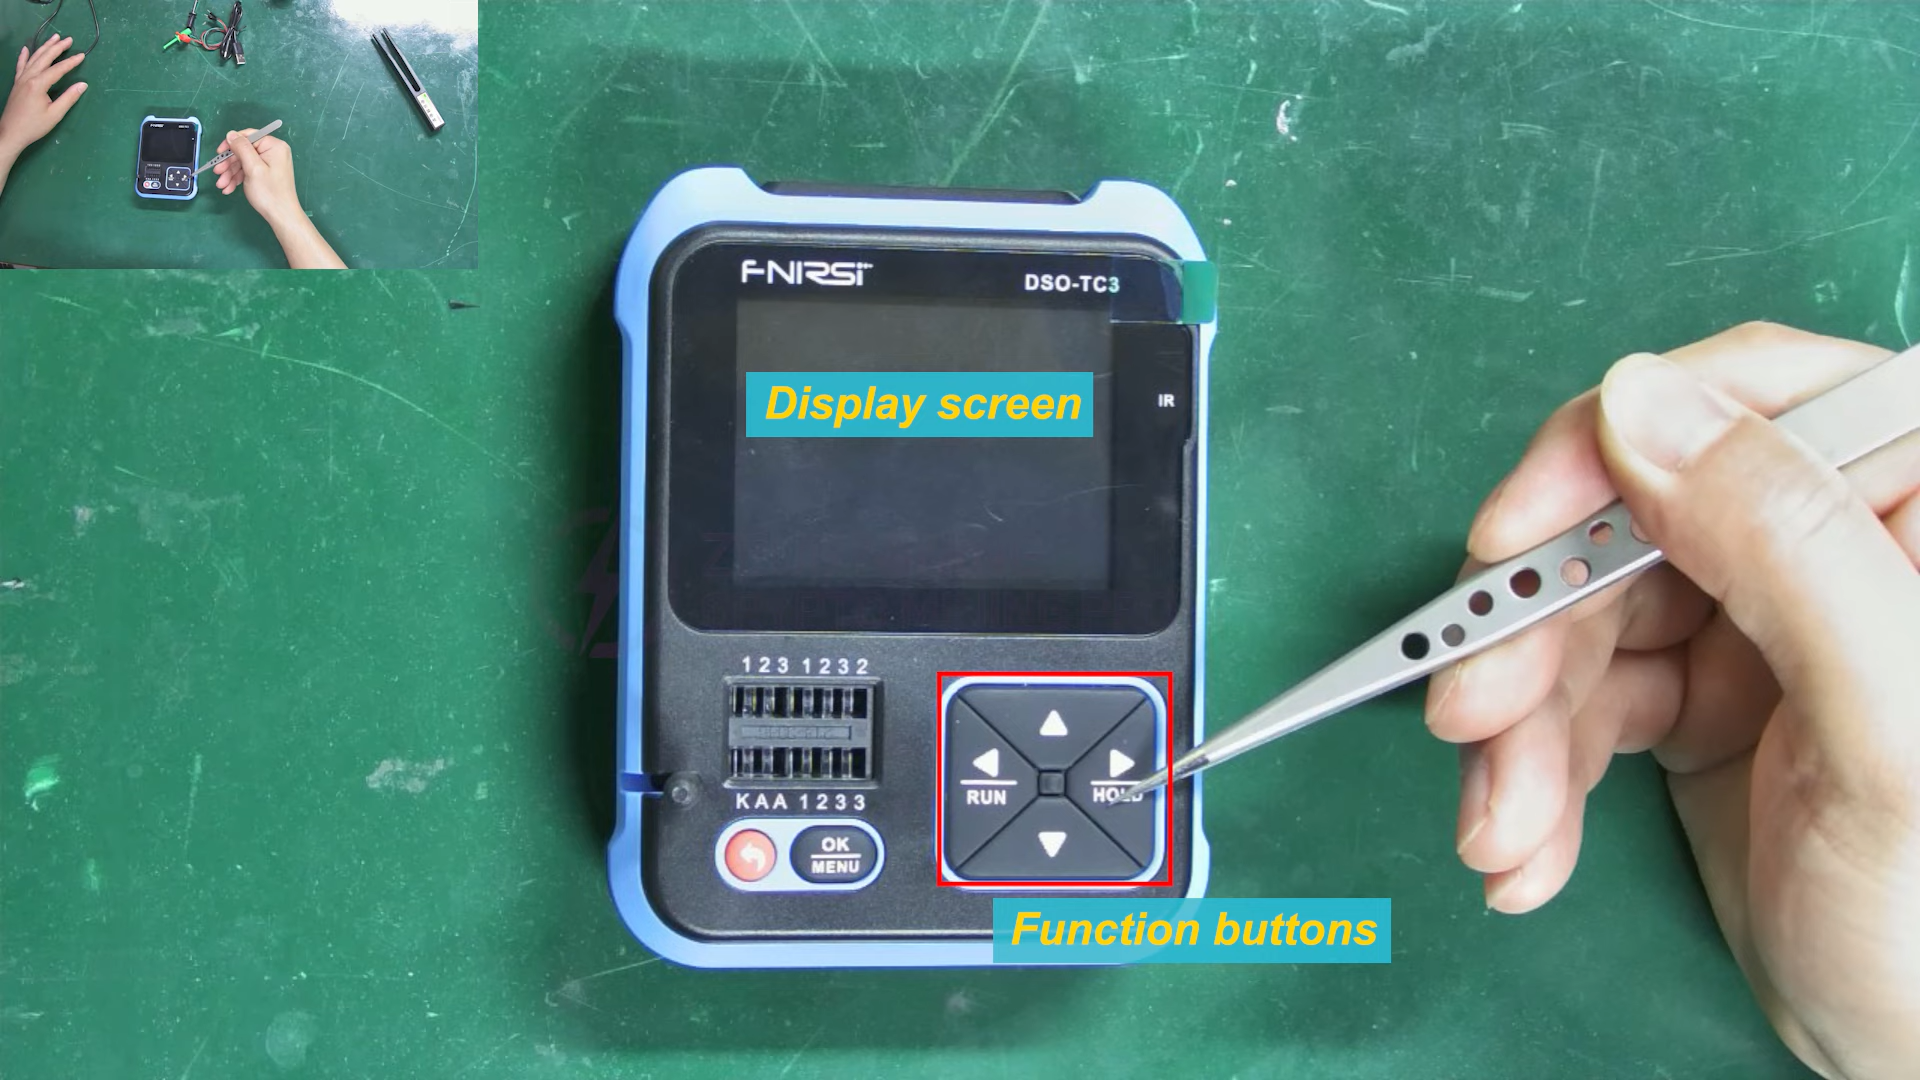 FNIRSI
DSO-TC3
Display screen
IR
1 2 3 1 2 3 2
K A A 1 2 3 3
OK
MENU
RUN
HOLD
Function buttons